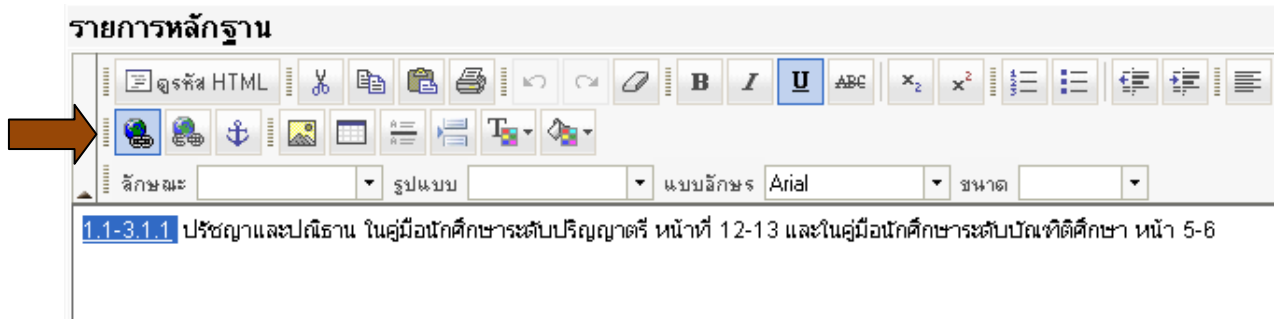 รายการหลักฐาน
ดูรหัส HTML B I U ABC x₂ x²
ลักษณะ รูปแบบ แบบอักษร Arial ขนาด
1.1-3.1.1 ปรัชญาและปณิธาน ในคู่มือนักศึกษาระดับปริญญาตรี หน้าที่ 12-13 และในคู่มือนักศึกษาระดับบัณฑิติศึกษา หน้า 5-6